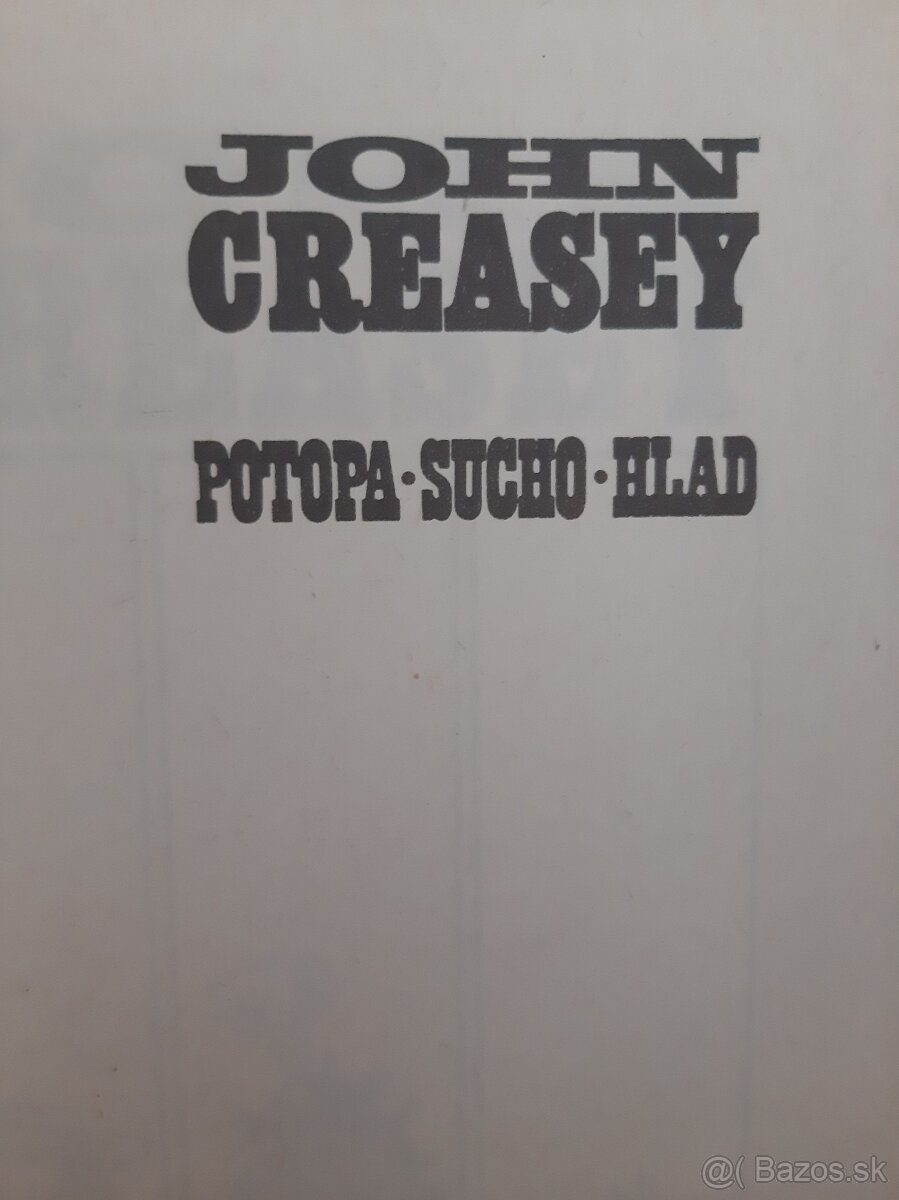 JOHN
CREASEY
POTOPA·SUCHO·HLAD
@( Bazos.sk